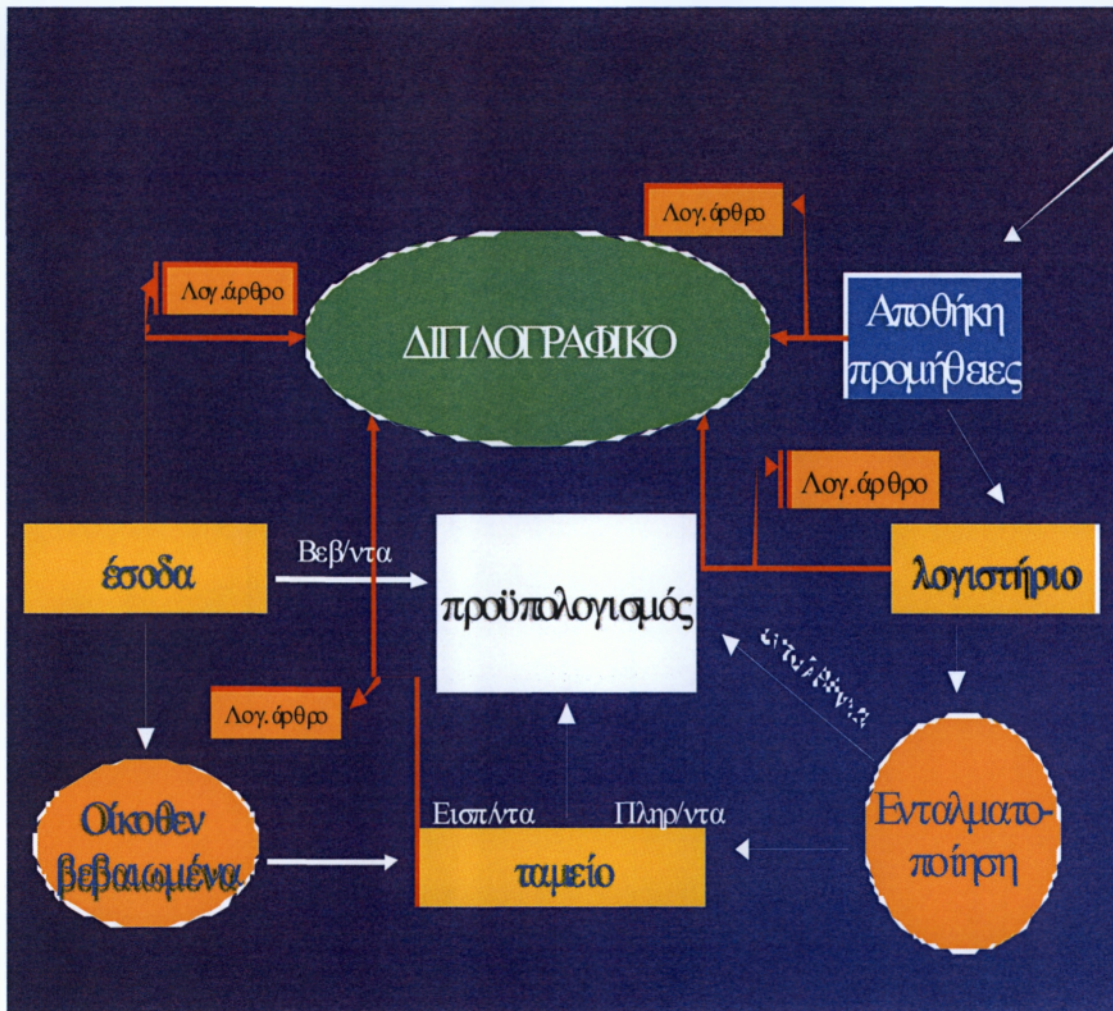 Λογ.άρθρο
Λογ.άρθρο
ΔΙΠΛΟΓΡΑΦΙΚΟ
Αποθήκη
προμήθειες
Λογ.άρθρο
έσοδα
Βεβ/ντα
προϋπολογισμός
λογιστήριο
Λογ.άρθρο
Οίκοθεν
βεβαιωμένα
Εισπ/ντα
Πληρ/ντα
ταμείο
Ενταλματο-
ποίηση